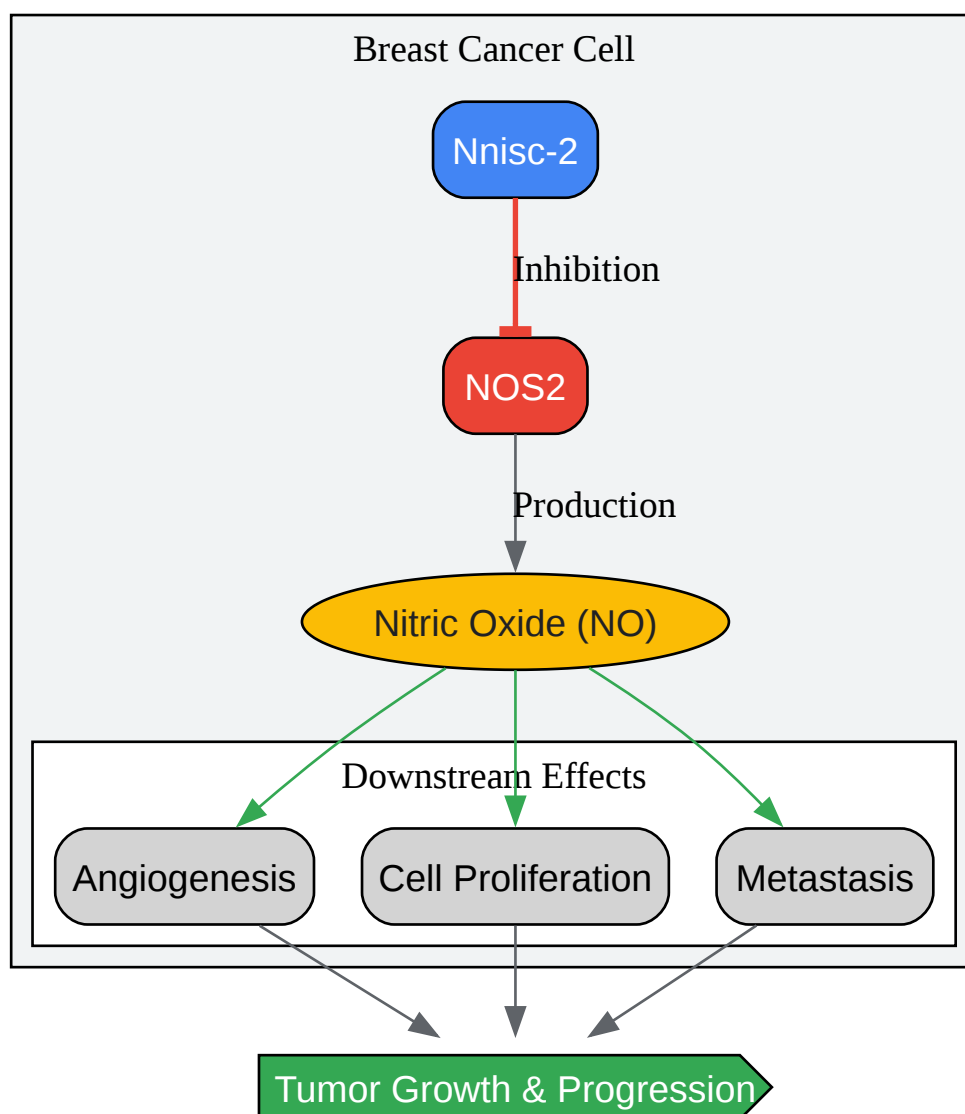 Breast Cancer Cell
Nnisc-2
Inhibition
NOS2
Production
Nitric Oxide (NO)
Downstream Effects
Angiogenesis
Cell Proliferation
Metastasis
Tumor Growth & Progression